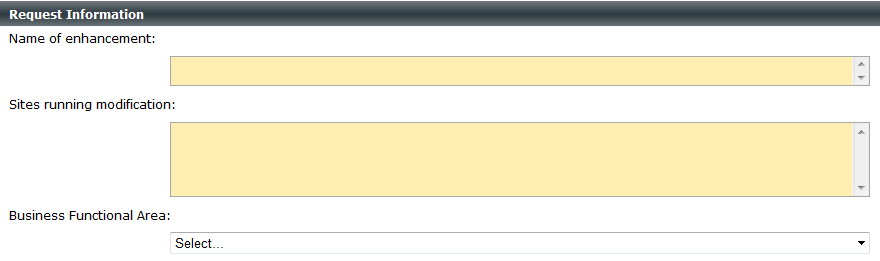 Request Information
Name of enhancement:
Sites running modification:
Business Functional Area:
Select...